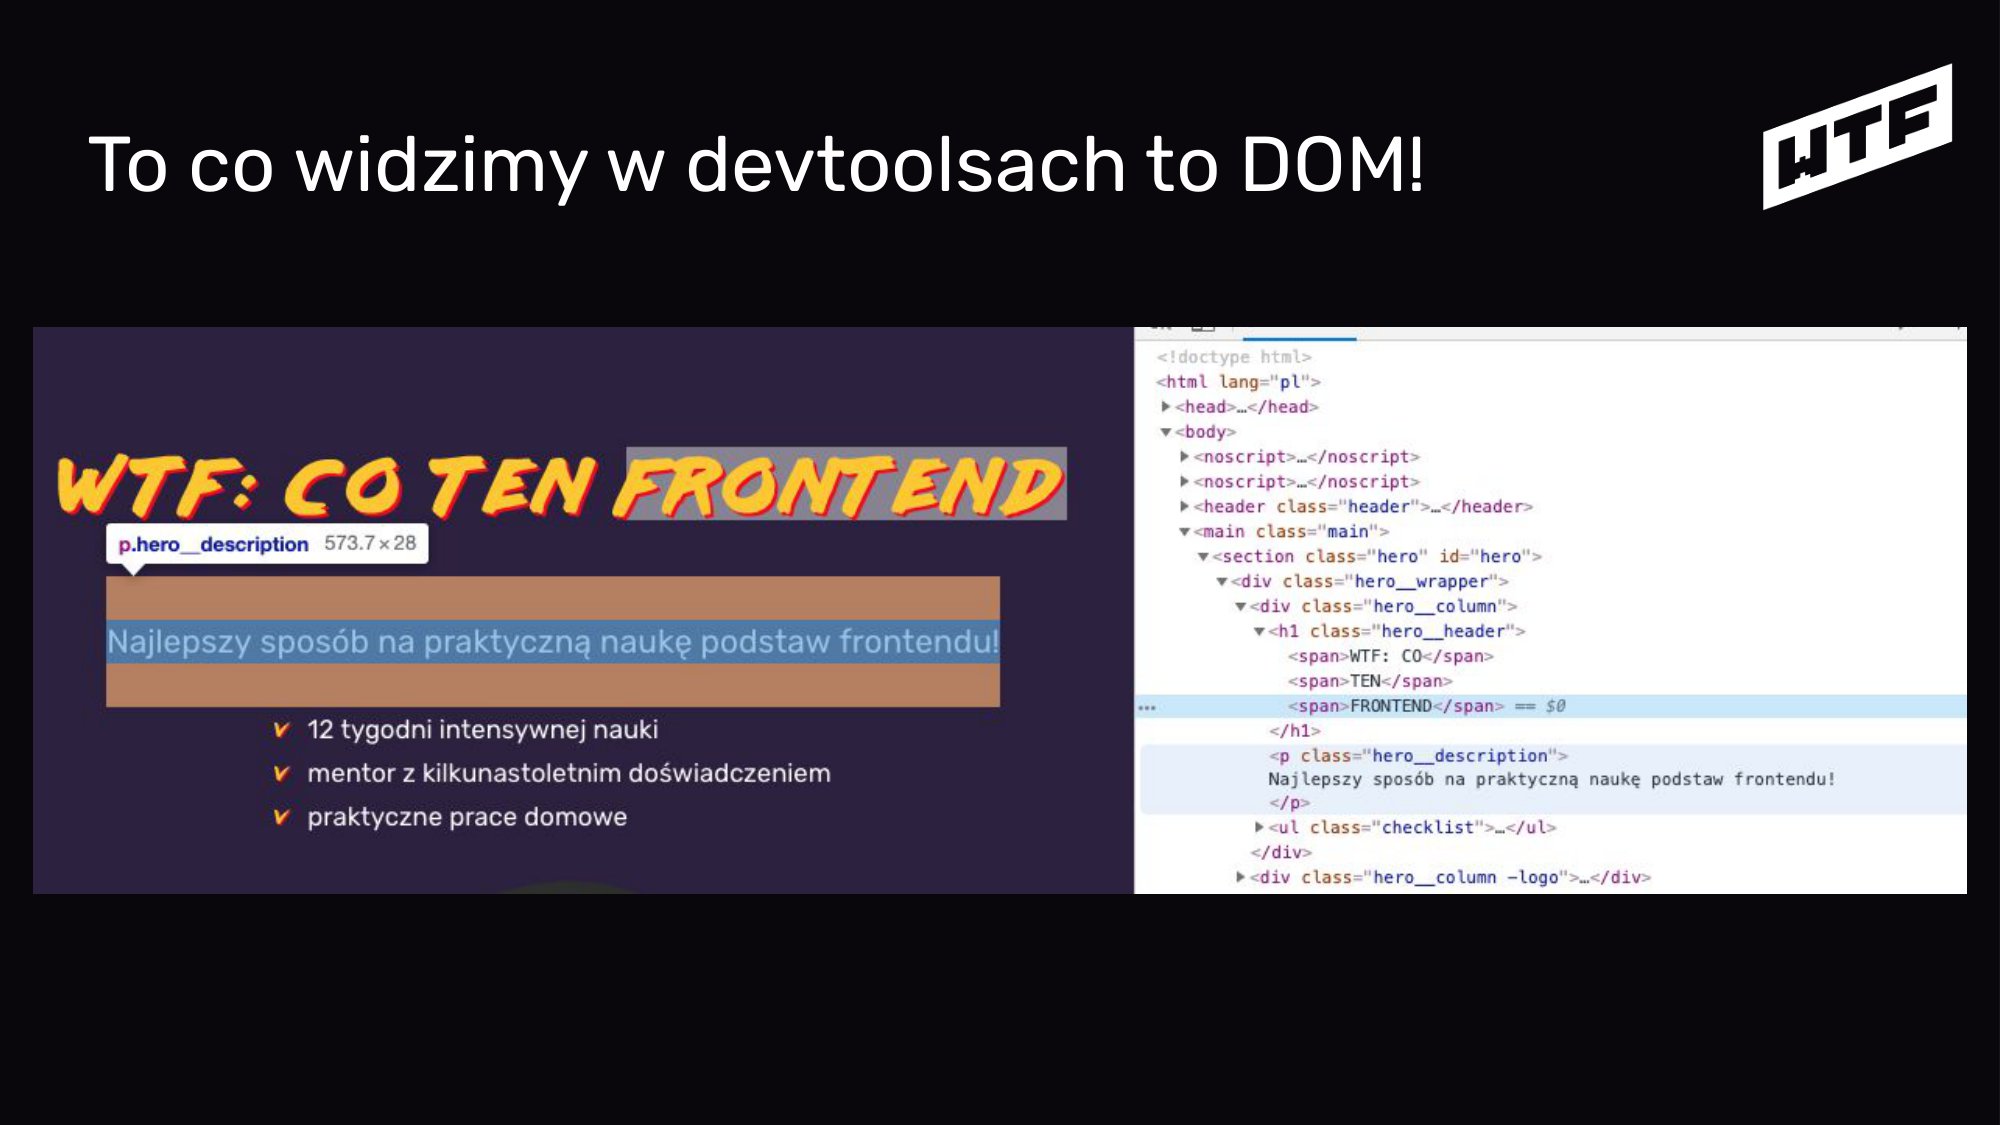 To co widzimy w devtoolsach to DOM!
WTF
WTF: CO TEN FRONTEND
p.hero__description 573.7 × 28
Najlepszy sposób na praktyczną naukę podstaw frontendu!
12 tygodni intensywnej nauki
mentor z kilkunastoletnim doświadczeniem
praktyczne prace domowe
<!doctype html>
<html lang="pl">
<head>…</head>
<body>
<noscript>…</noscript>
<noscript>…</noscript>
<header class="header">…</header>
<main class="main">
<section class="hero" id="hero">
<div class="hero__wrapper">
<div class="hero__column">
<h1 class="hero__header">
<span>WTF: CO</span>
<span>TEN</span>
<span>FRONTEND</span> == $0
</h1>
<p class="hero__description">
Najlepszy sposób na praktyczną naukę podstaw frontendu!
</p>
<ul class="checklist">…</ul>
</div>
<div class="hero__column -logo">…</div>